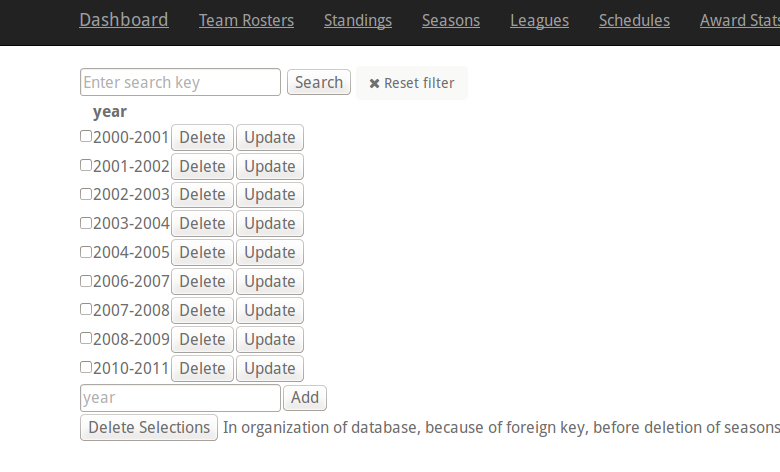 Dashboard Team Rosters Standings Seasons Leagues Schedules Award Stats
Enter search key Search ✖ Reset filter
year
2000-2001 Delete Update
2001-2002 Delete Update
2002-2003 Delete Update
2003-2004 Delete Update
2004-2005 Delete Update
2006-2007 Delete Update
2007-2008 Delete Update
2008-2009 Delete Update
2010-2011 Delete Update
year Add
Delete Selections In organization of database, because of foreign key, before deletion of seasons